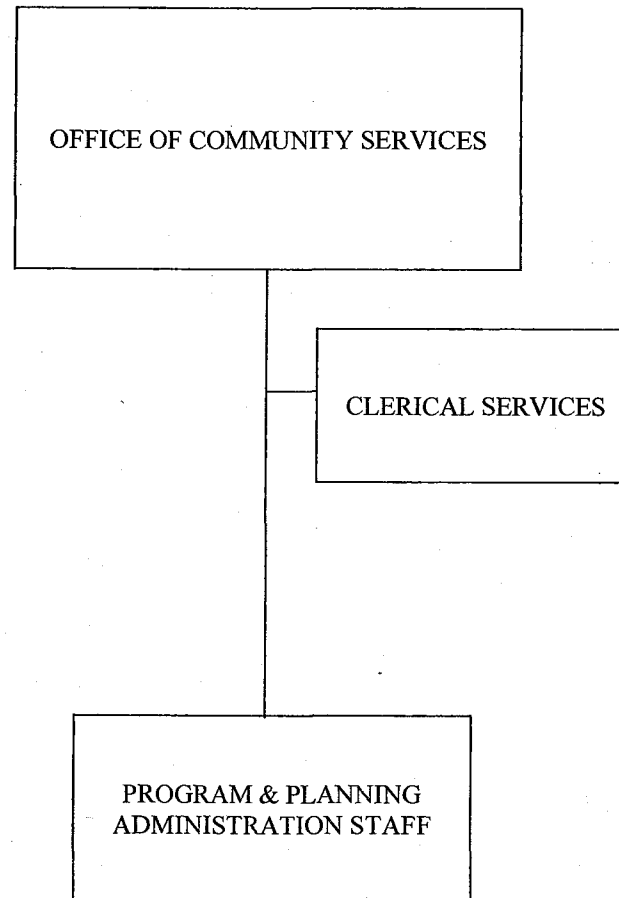 OFFICE OF COMMUNITY SERVICES
CLERICAL SERVICES
PROGRAM & PLANNING
ADMINISTRATION STAFF